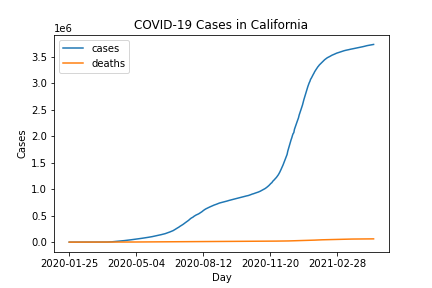 COVID-19 Cases in California
1e6
cases
deaths
3.5
3.0
2.5
2.0
1.5
1.0
0.5
0.0
Cases
2020-01-25 2020-05-04 2020-08-12 2020-11-20 2021-02-28
Day